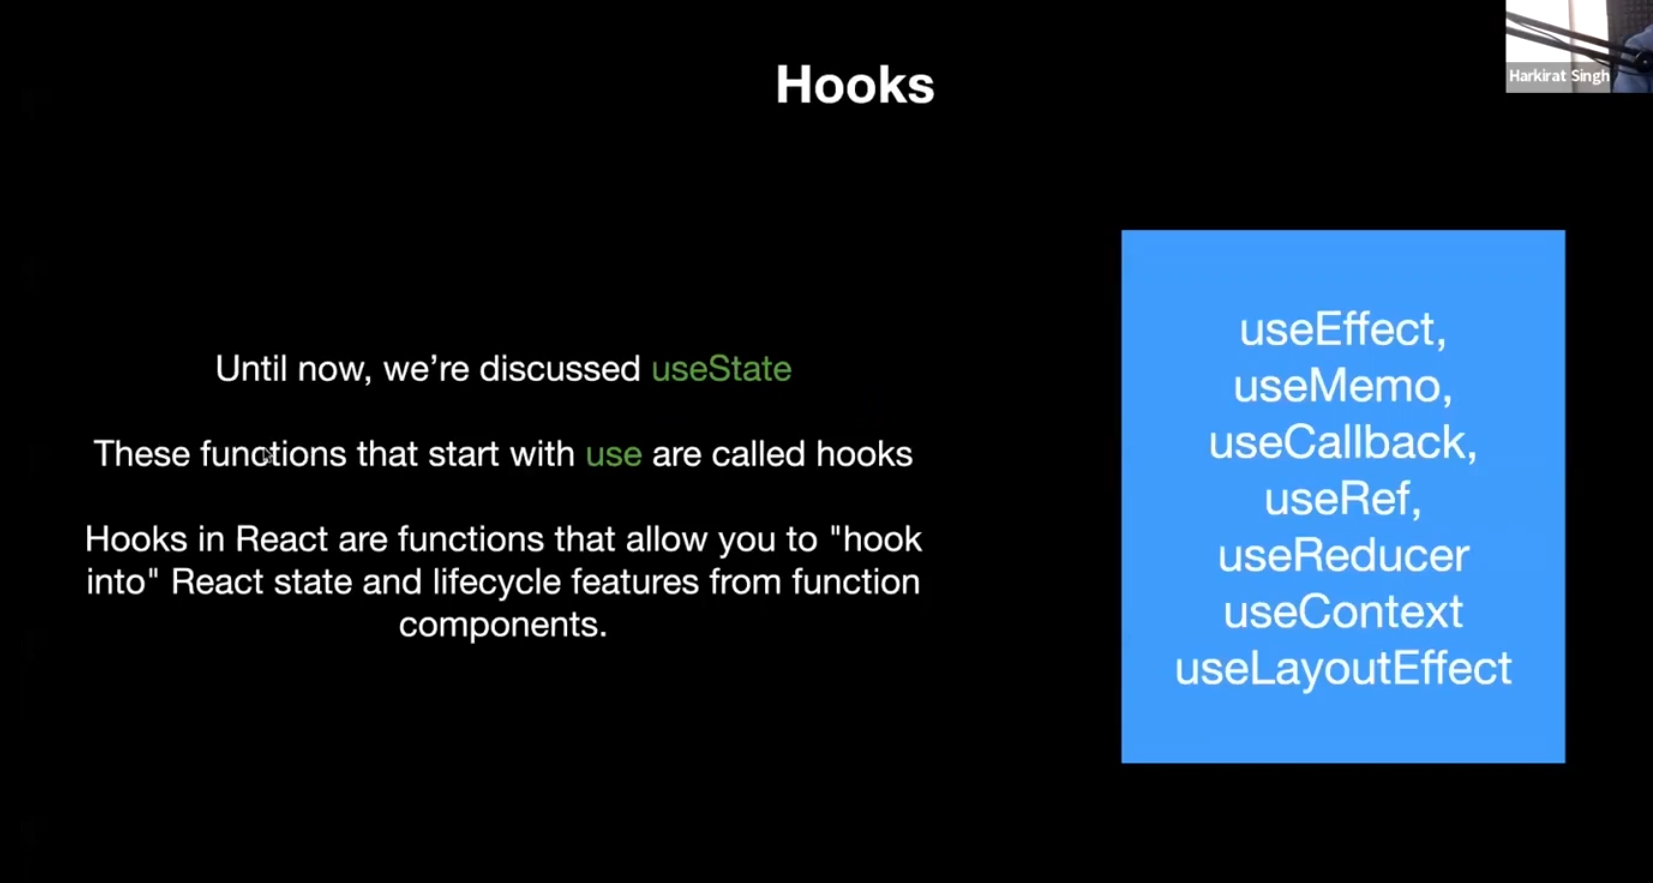 Hooks
Harkirat Singh
Until now, we’re discussed useState
These functions that start with use are called hooks
Hooks in React are functions that allow you to "hook
into" React state and lifecycle features from function
components.
useEffect,
useMemo,
useCallback,
useRef,
useReducer
useContext
useLayoutEffect